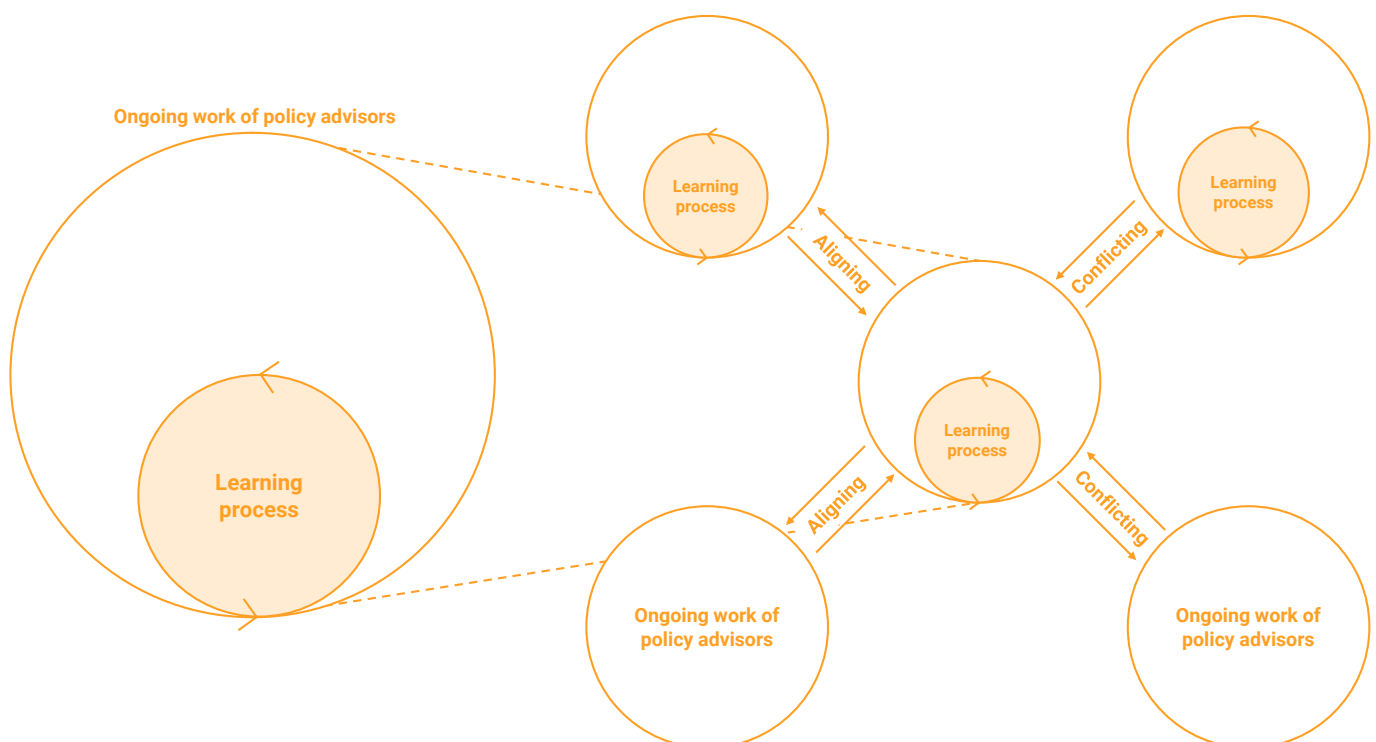 Ongoing work of policy advisors
Learning
process
Learning
process
Learning
process
Aligning
Conflicting
Learning
process
Aligning
Conflicting
Ongoing work of
policy advisors
Ongoing work of
policy advisors